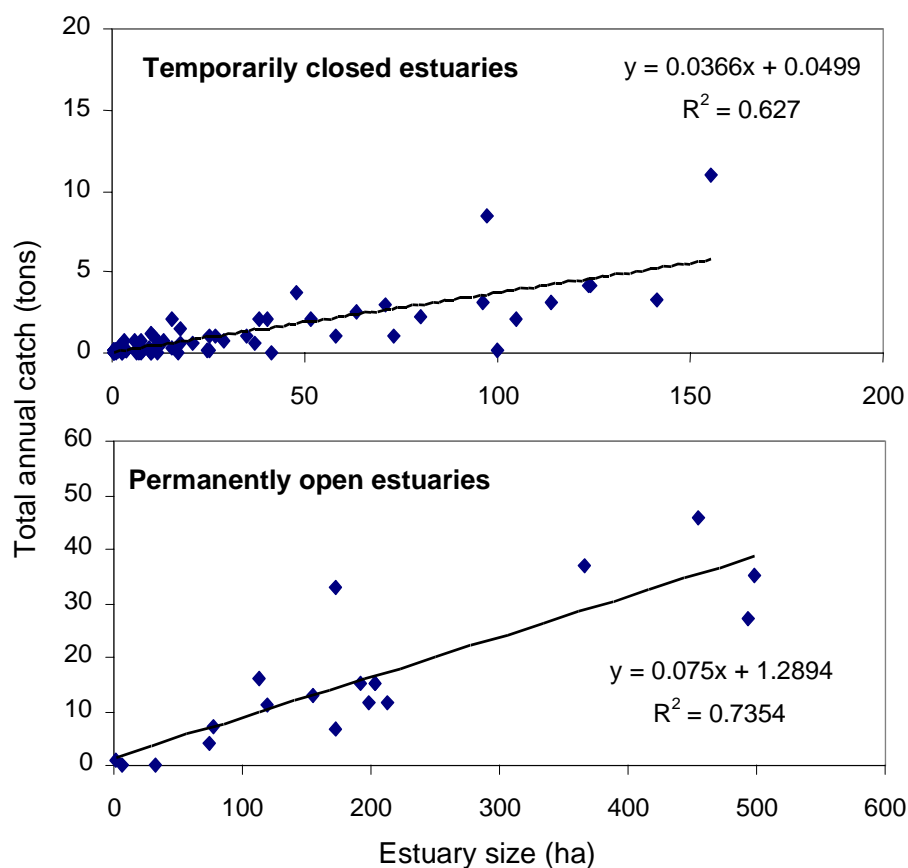 20
Temporarily closed estuaries
y = 0.0366x + 0.0499
R² = 0.627
15
10
5
0
0 50 100 150 200
Total annual catch (tons)
60
Permanently open estuaries
50
40
30
20
y = 0.075x + 1.2894
R² = 0.7354
10
0
0 100 200 300 400 500 600
Estuary size (ha)